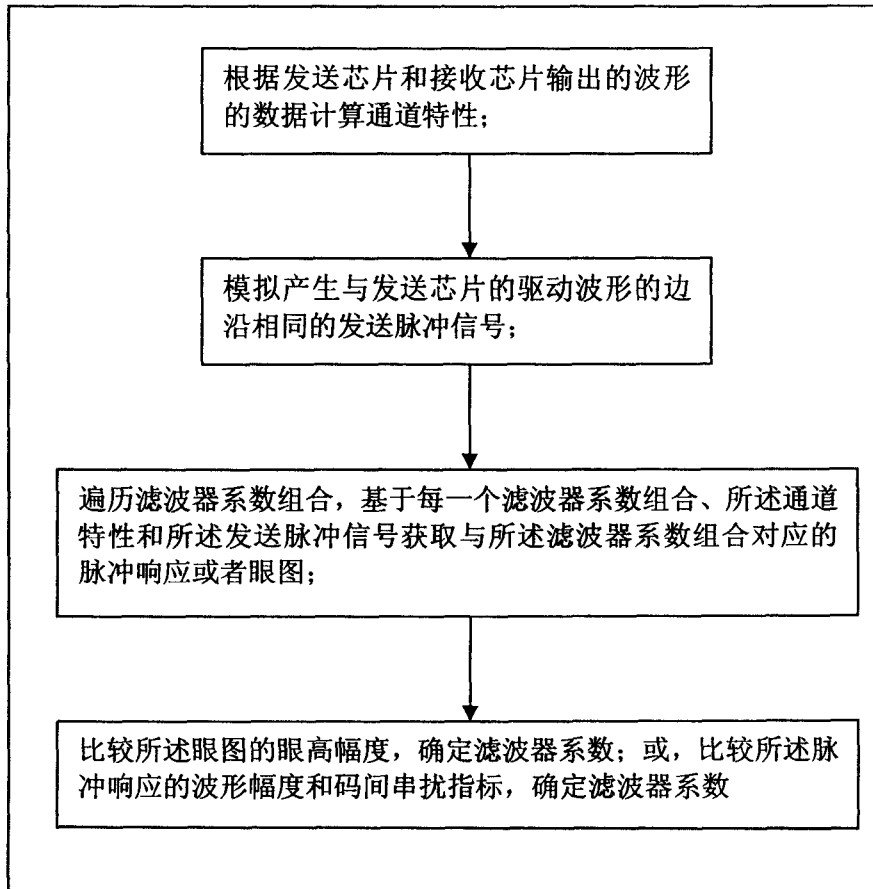 根据发送芯片和接收芯片输出的波形
的数据计算通道特性；
模拟产生与发送芯片的驱动波形的边
沿相同的发送脉冲信号；
遍历滤波器系数组合，基于每一个滤波器系数组合、所述通道
特性和所述发送脉冲信号获取与所述滤波器系数组合对应的
脉冲响应或者眼图；
比较所述眼图的眼高幅度，确定滤波器系数；或，比较所述脉
冲响应的波形幅度和码间串扰指标，确定滤波器系数